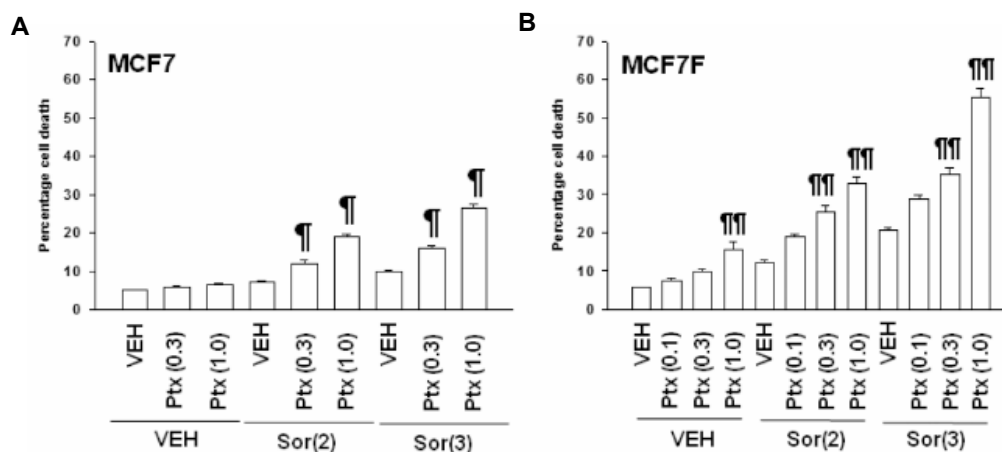 A
MCF7
Percentage cell death
70
60
50
40
30
20
10
0
¶
¶
¶
¶
VEH
Ptx (0.3)
Ptx (1.0)
VEH
Ptx (0.3)
Ptx (1.0)
VEH
Ptx (0.3)
Ptx (1.0)
VEH
Sor(2)
Sor(3)
B
MCF7F
Percentage cell death
70
60
50
40
30
20
10
0
¶¶
¶¶
¶¶
¶¶
¶¶
VEH
Ptx (0.1)
Ptx (0.3)
Ptx (1.0)
VEH
Ptx (0.1)
Ptx (0.3)
Ptx (1.0)
VEH
Ptx (0.1)
Ptx (0.3)
Ptx (1.0)
VEH
Sor(2)
Sor(3)